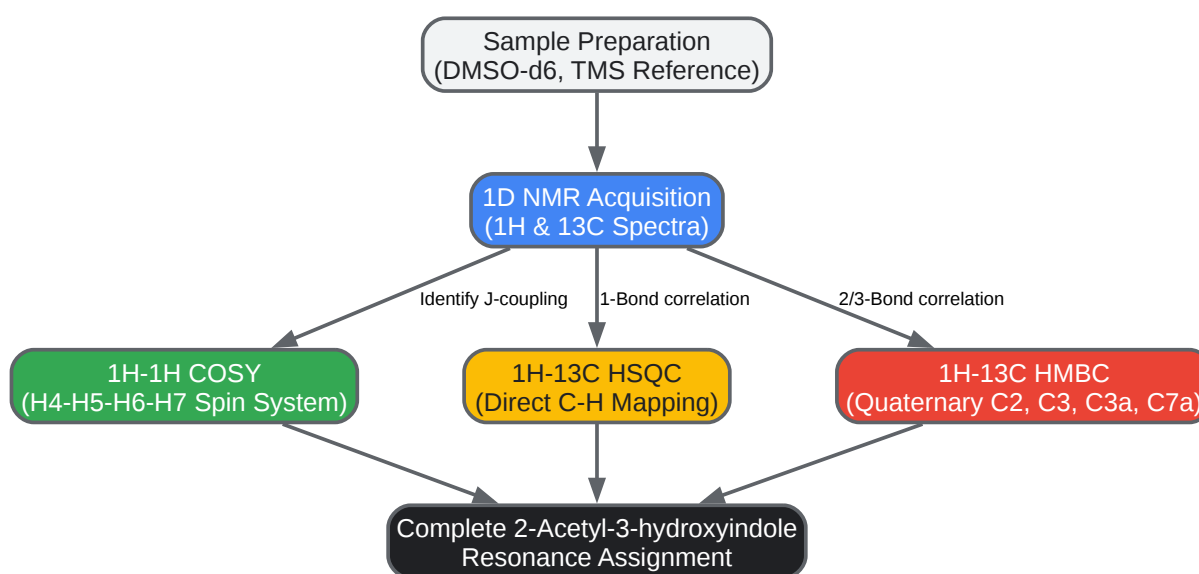 Sample Preparation
(DMSO-d6, TMS Reference)
1D NMR Acquisition
(1H & 13C Spectra)
Identify J-coupling
1-Bond correlation
2/3-Bond correlation
1H-1H COSY
(H4-H5-H6-H7 Spin System)
1H-13C HSQC
(Direct C-H Mapping)
1H-13C HMBC
(Quaternary C2, C3, C3a, C7a)
Complete 2-Acetyl-3-hydroxyindole
Resonance Assignment